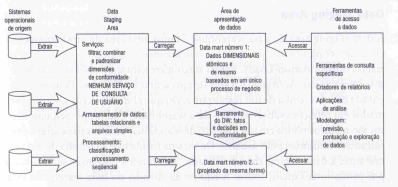 Sistemas
operacionais
de origem
Data
Staging
Area
Área de
apresentação
de dados
Ferramentas
de acesso
a dados
Extrair
Extrair
Extrair
Serviços:
filtrar, combinar
e padronizar
dimensões
de conformidade
NENHUM SERVIÇO
DE CONSULTA
DE USUÁRIO
Armazenamento de dados:
tabelas relacionais e
arquivos simples
Processamento:
classificação e
processamento
seqüencial
Carregar
Carregar
Data mart número 1:
Dados DIMENSIONAIS
atômicos e
de resumo
baseados em um único
processo de negócio
Barramento
do DW: fatos
e decisões em
conformidade
Data mart número 2...
(projetado da mesma forma)
Acessar
Acessar
Ferramentas de consulta
específicas
Criadores de relatórios
Aplicações
de análise
Modelagem:
previsão,
pontuação e exploração
de dados